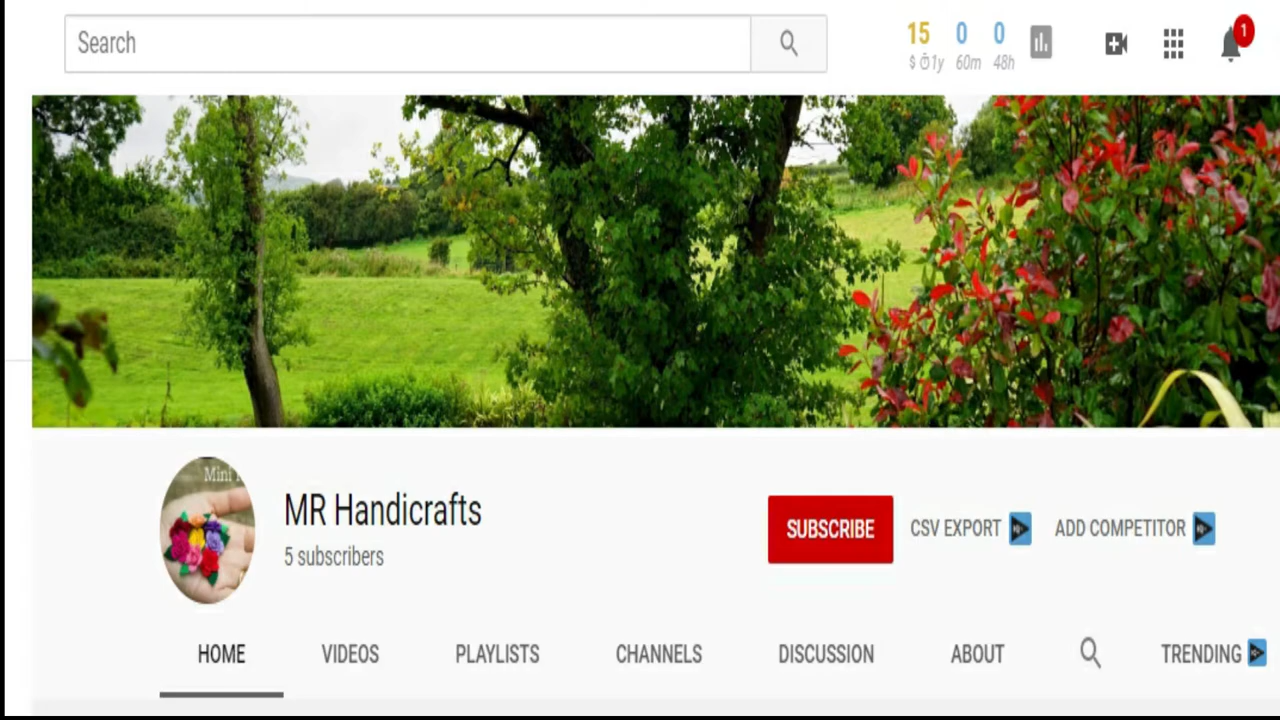 Search
15 0 0
1
$ ⏱1y 60m 48h
Mini
MR Handicrafts
5 subscribers
SUBSCRIBE CSV EXPORT ADD COMPETITOR
HOME VIDEOS PLAYLISTS CHANNELS DISCUSSION ABOUT TRENDING